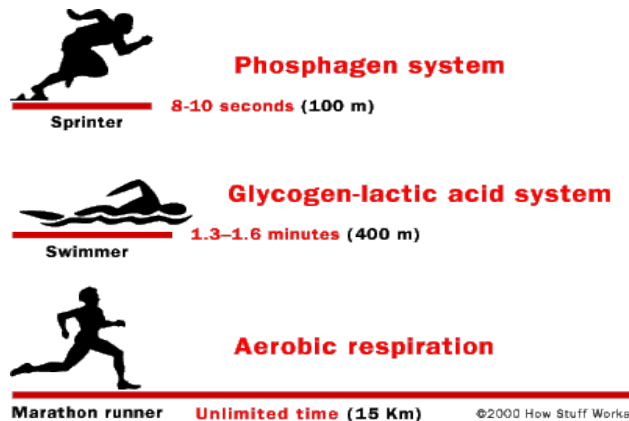 Phosphagen system
8-10 seconds (100 m)
Sprinter
Glycogen-lactic acid system
1.3–1.6 minutes (400 m)
Swimmer
Aerobic respiration
Marathon runner Unlimited time (15 Km) ©2000 How Stuff Works